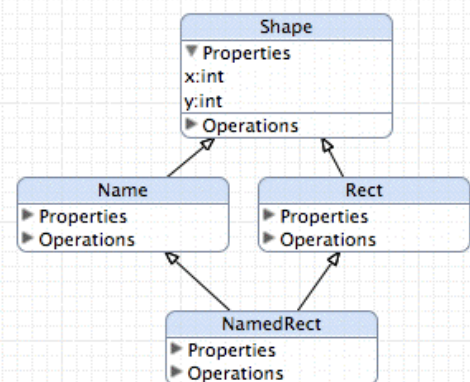 Shape
Properties
x:int
y:int
Operations
Name
Properties
Operations
Rect
Properties
Operations
NamedRect
Properties
Operations